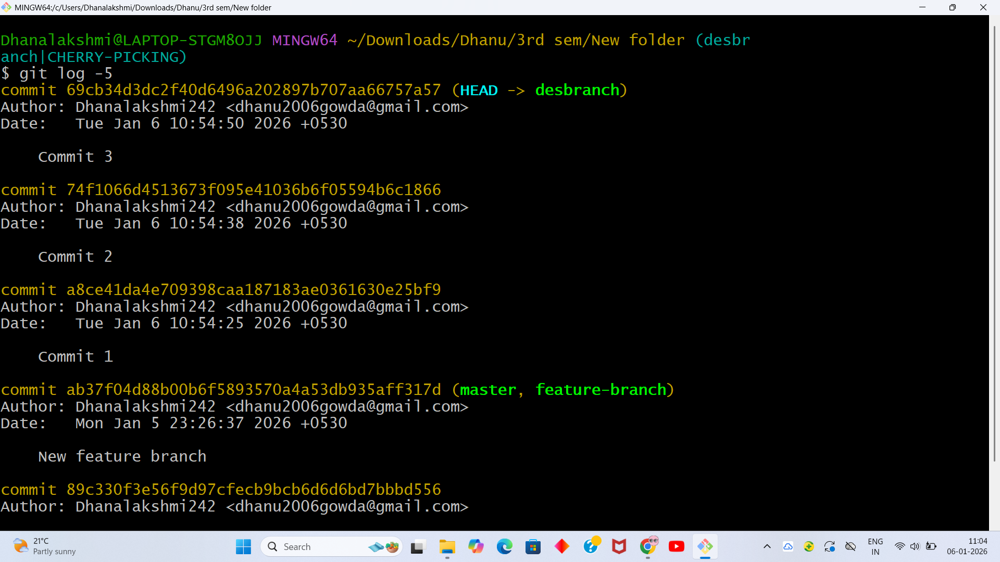 MINGW64:/c/Users/Dhanalakshmi/Downloads/Dhanu/3rd sem/New folder
Dhanalakshmi@LAPTOP-STGM8OJJ MINGW64 ~/Downloads/Dhanu/3rd sem/New folder (desbr
anch|CHERRY-PICKING)
$ git log -5
commit 69cb34d3dc2f40d6496a202897b707aa66757a57 (HEAD -> desbranch)
Author: Dhanalakshmi242 <dhanu2006gowda@gmail.com>
Date:   Tue Jan 6 10:54:50 2026 +0530
Commit 3
commit 74f1066d4513673f095e41036b6f05594b6c1866
Author: Dhanalakshmi242 <dhanu2006gowda@gmail.com>
Date:   Tue Jan 6 10:54:38 2026 +0530
Commit 2
commit a8ce41da4e709398caa187183ae0361630e25bf9
Author: Dhanalakshmi242 <dhanu2006gowda@gmail.com>
Date:   Tue Jan 6 10:54:25 2026 +0530
Commit 1
commit ab37f04d88b00b6f5893570a4a53db935aff317d (master, feature-branch)
Author: Dhanalakshmi242 <dhanu2006gowda@gmail.com>
Date:   Mon Jan 5 23:26:37 2026 +0530
New feature branch
commit 89c330f3e56f9d97cfecb9bcb6d6d6bd7bbbd556
Author: Dhanalakshmi242 <dhanu2006gowda@gmail.com>
21°C
Partly sunny
Search
ENG
IN
11:04
06-01-2026